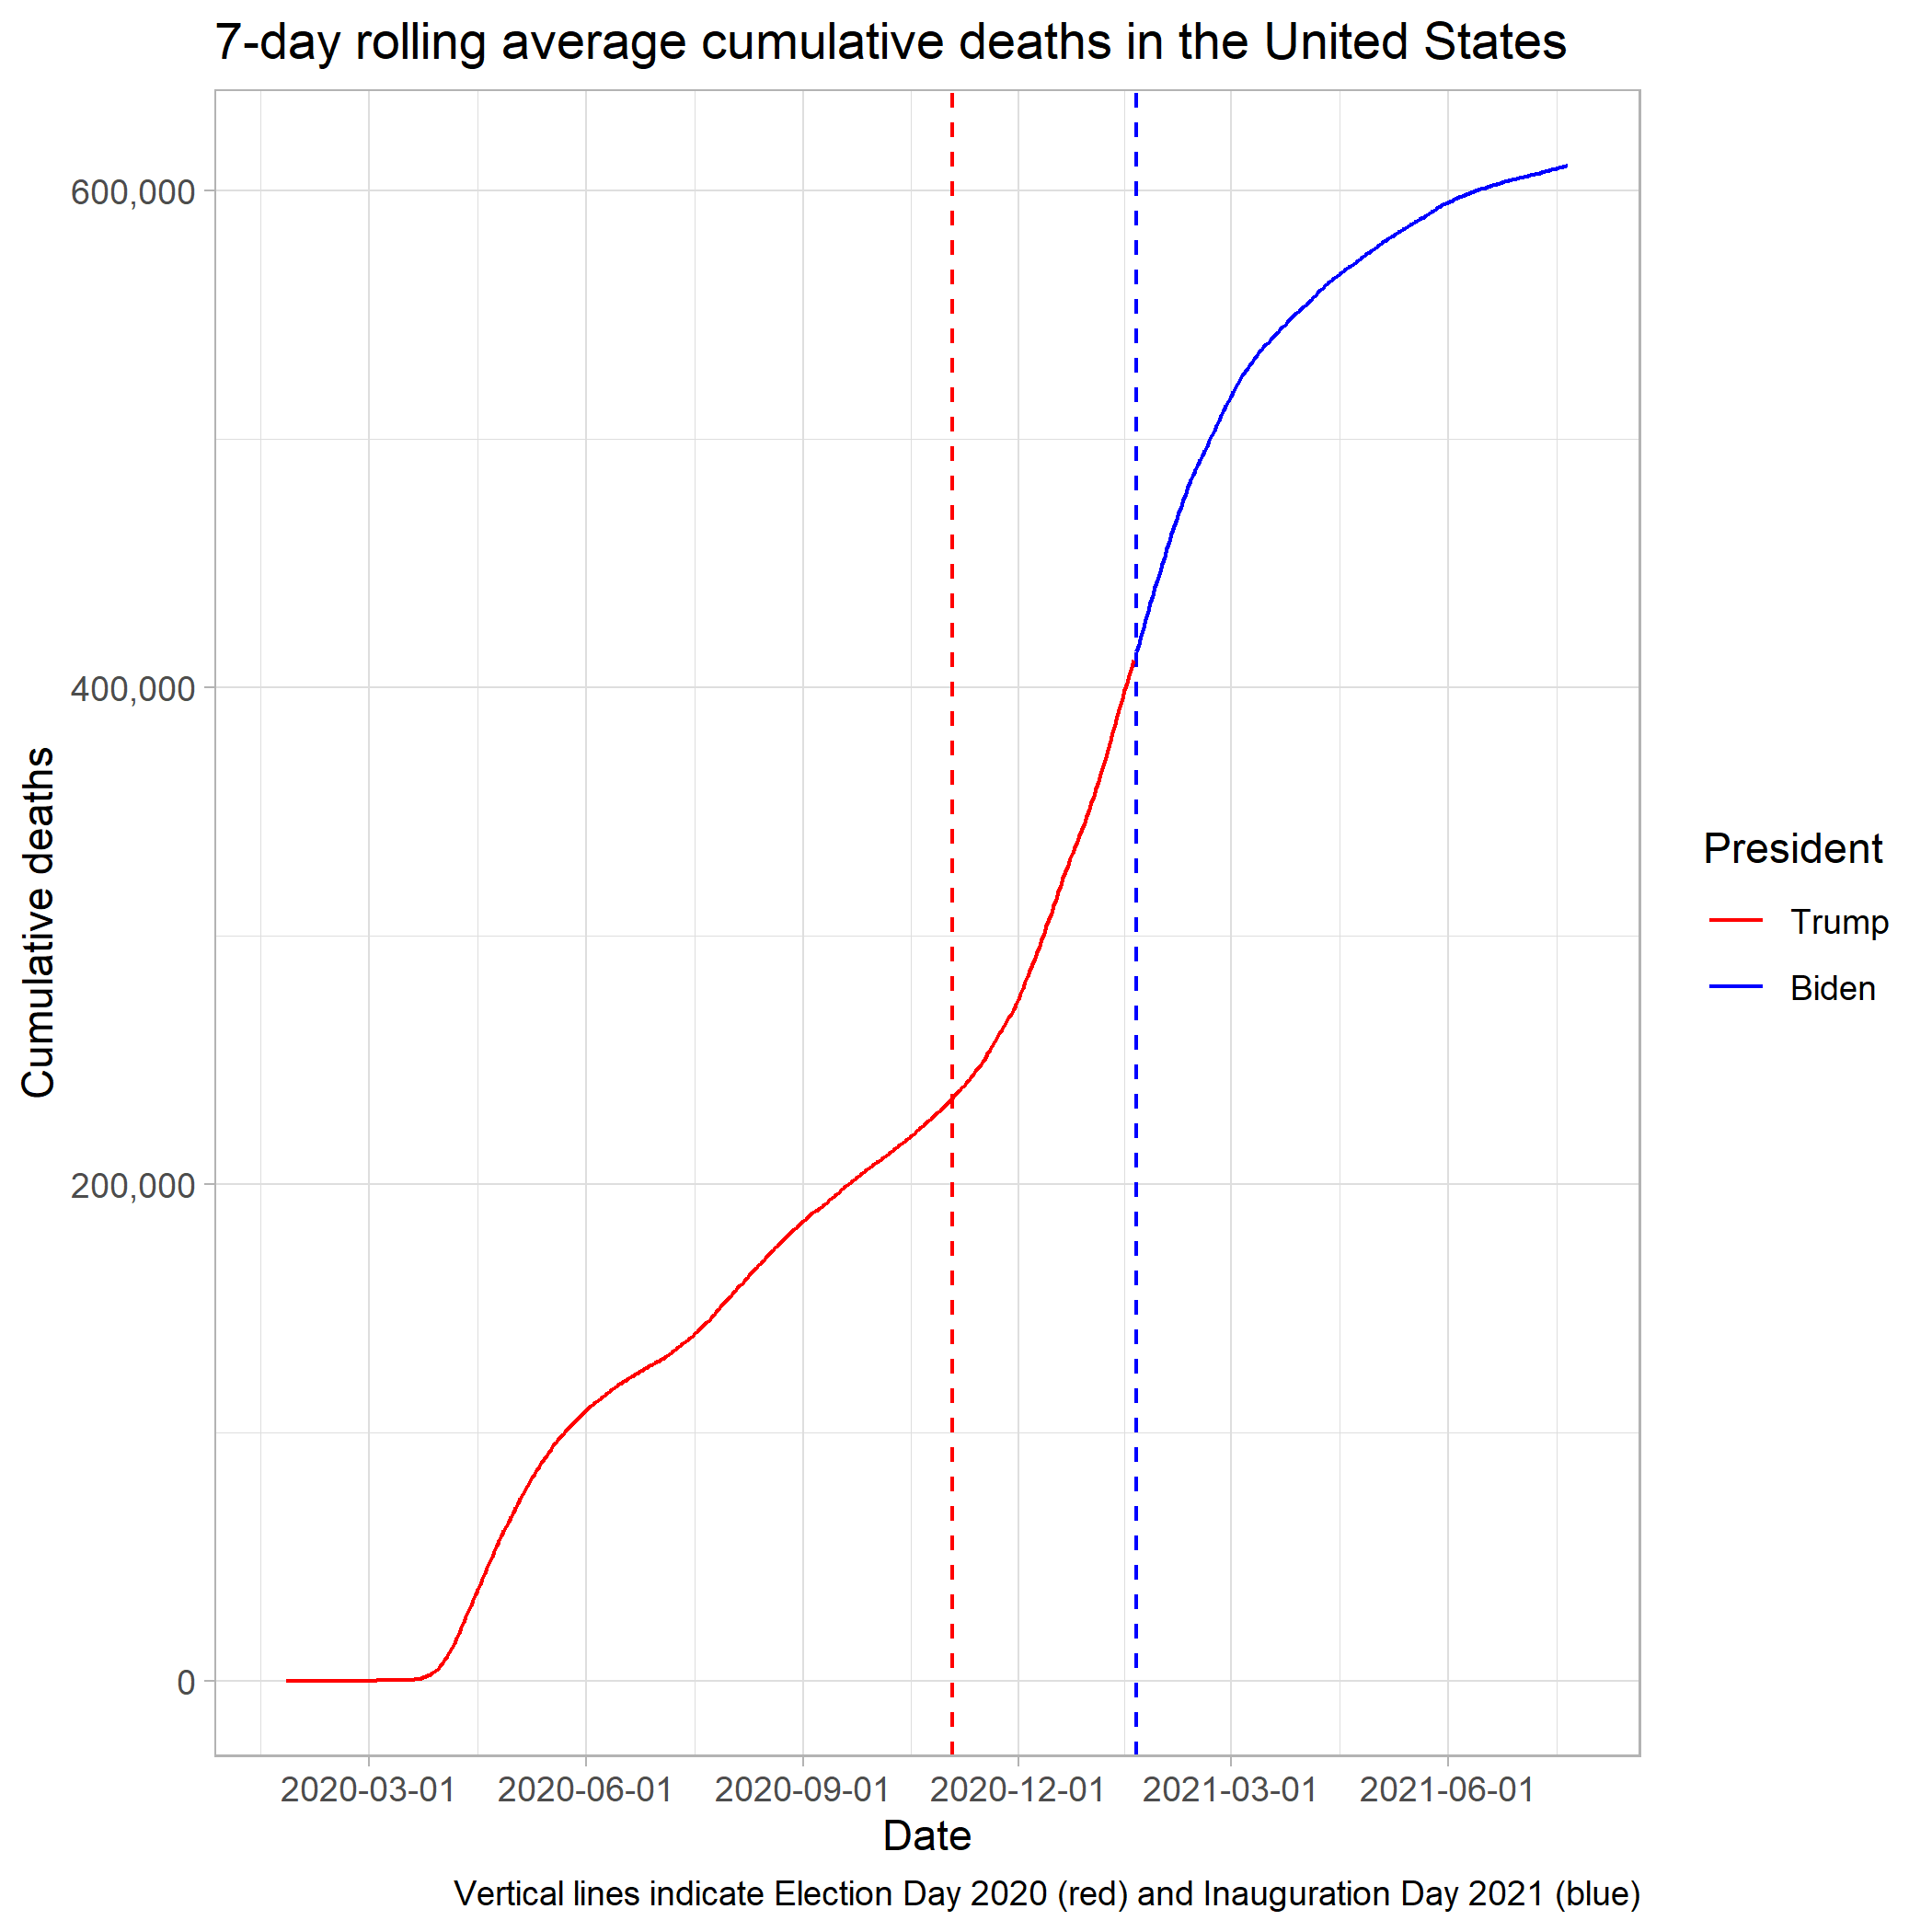 7-day rolling average cumulative deaths in the United States
600,000
400,000
200,000
0
Cumulative deaths
2020-03-01 2020-06-01 2020-09-01 2020-12-01 2021-03-01 2021-06-01
Date
Vertical lines indicate Election Day 2020 (red) and Inauguration Day 2021 (blue)
President
Trump
Biden